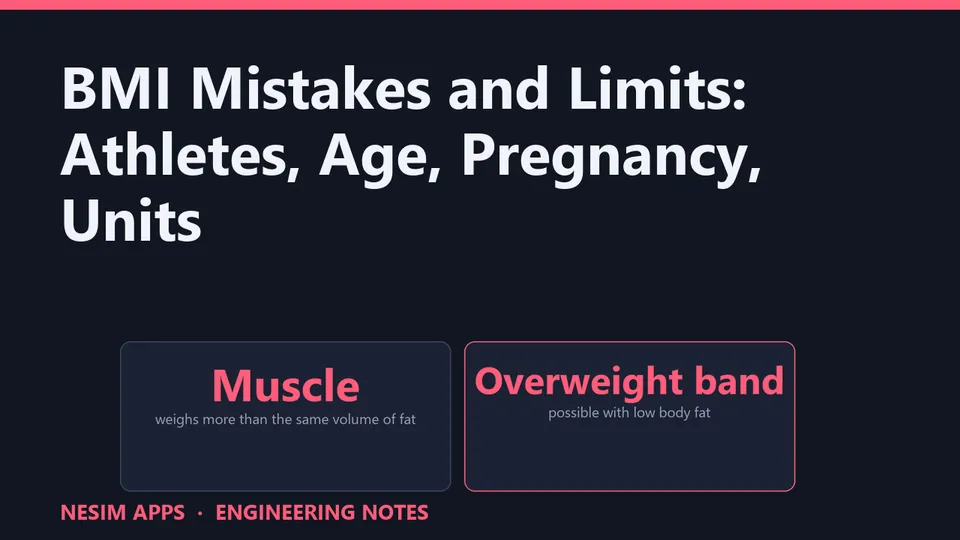 BMI Mistakes and Limits:
Athletes, Age, Pregnancy,
Units
Muscle
weighs more than the same volume of fat
Overweight band
possible with low body fat
NESIM APPS · ENGINEERING NOTES